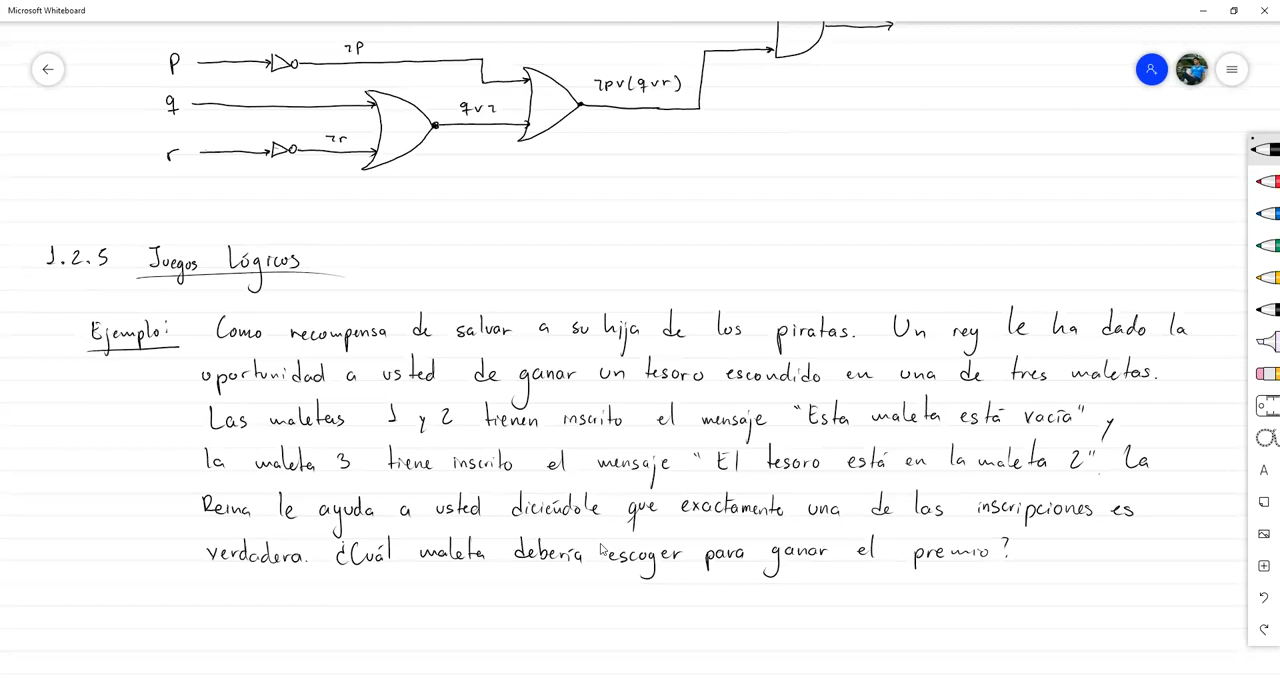 Microsoft Whiteboard
p
¬p
q
q∨¬
¬p∨(q∨r)
r
¬r
1.2.5 Juegos Lógicos
Ejemplo: Como recompensa de salvar a su hija de los piratas. Un rey le ha dado la
oportunidad a usted de ganar un tesoro escondido en una de tres maletas.
Las maletas 1 y 2 tienen inscrito el mensaje "Esta maleta está vacía" y
la maleta 3 tiene inscrito el mensaje "El tesoro está en la maleta 2". La
Reina le ayuda a usted diciéndole que exactamente una de las inscripciones es
verdadera. ¿Cuál maleta debería escoger para ganar el premio?
A